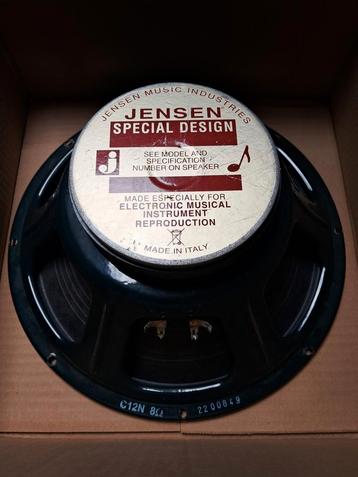 JENSEN MUSIC INDUSTRIES
JENSEN
SPECIAL DESIGN
SEE MODEL AND
SPECIFICATION
NUMBER ON SPEAKER
j
MADE ESPECIALLY FOR
ELECTRONIC MUSICAL
INSTRUMENT
REPRODUCTION
MADE IN ITALY
C12N 8Ω
2200849